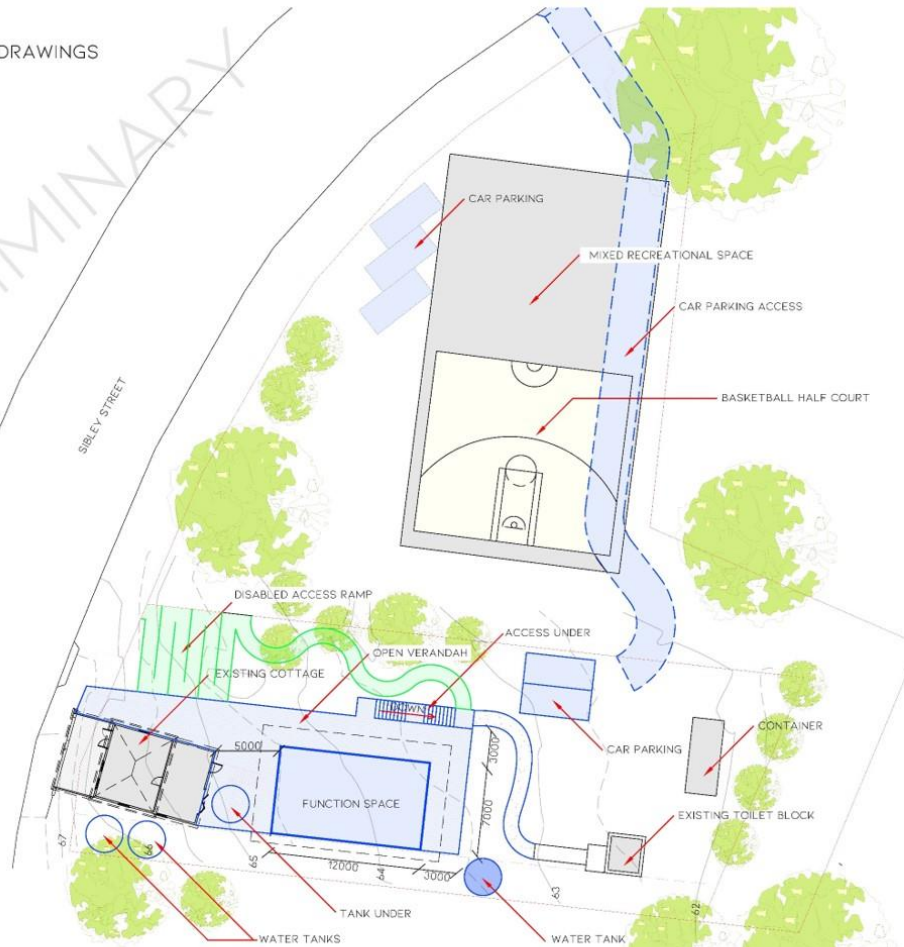 DRAWINGS
CAR PARKING
MIXED RECREATIONAL SPACE
CAR PARKING ACCESS
BASKETBALL HALF COURT
SIBLEY STREET
DISABLED ACCESS RAMP
ACCESS UNDER
OPEN VERANDAH
EXISTING COTTAGE
DOWN
CONTAINER
5000
3000
CAR PARKING
FUNCTION SPACE
7000
EXISTING TOILET BLOCK
67
66
65
12000
64
3000
63
62
TANK UNDER
WATER TANKS
WATER TANK